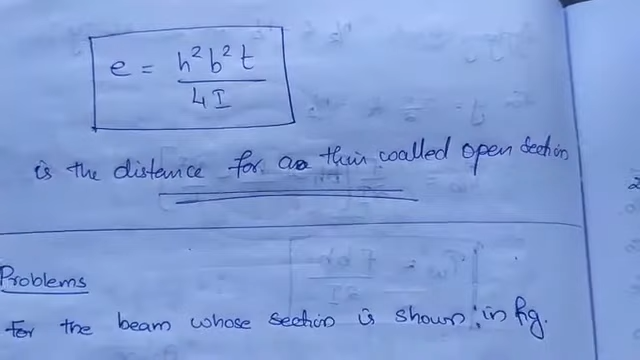 e = h²b²t / 4I
is the distance for a thin walled open Section
Problems
For the beam whose section is shown in fig.
2